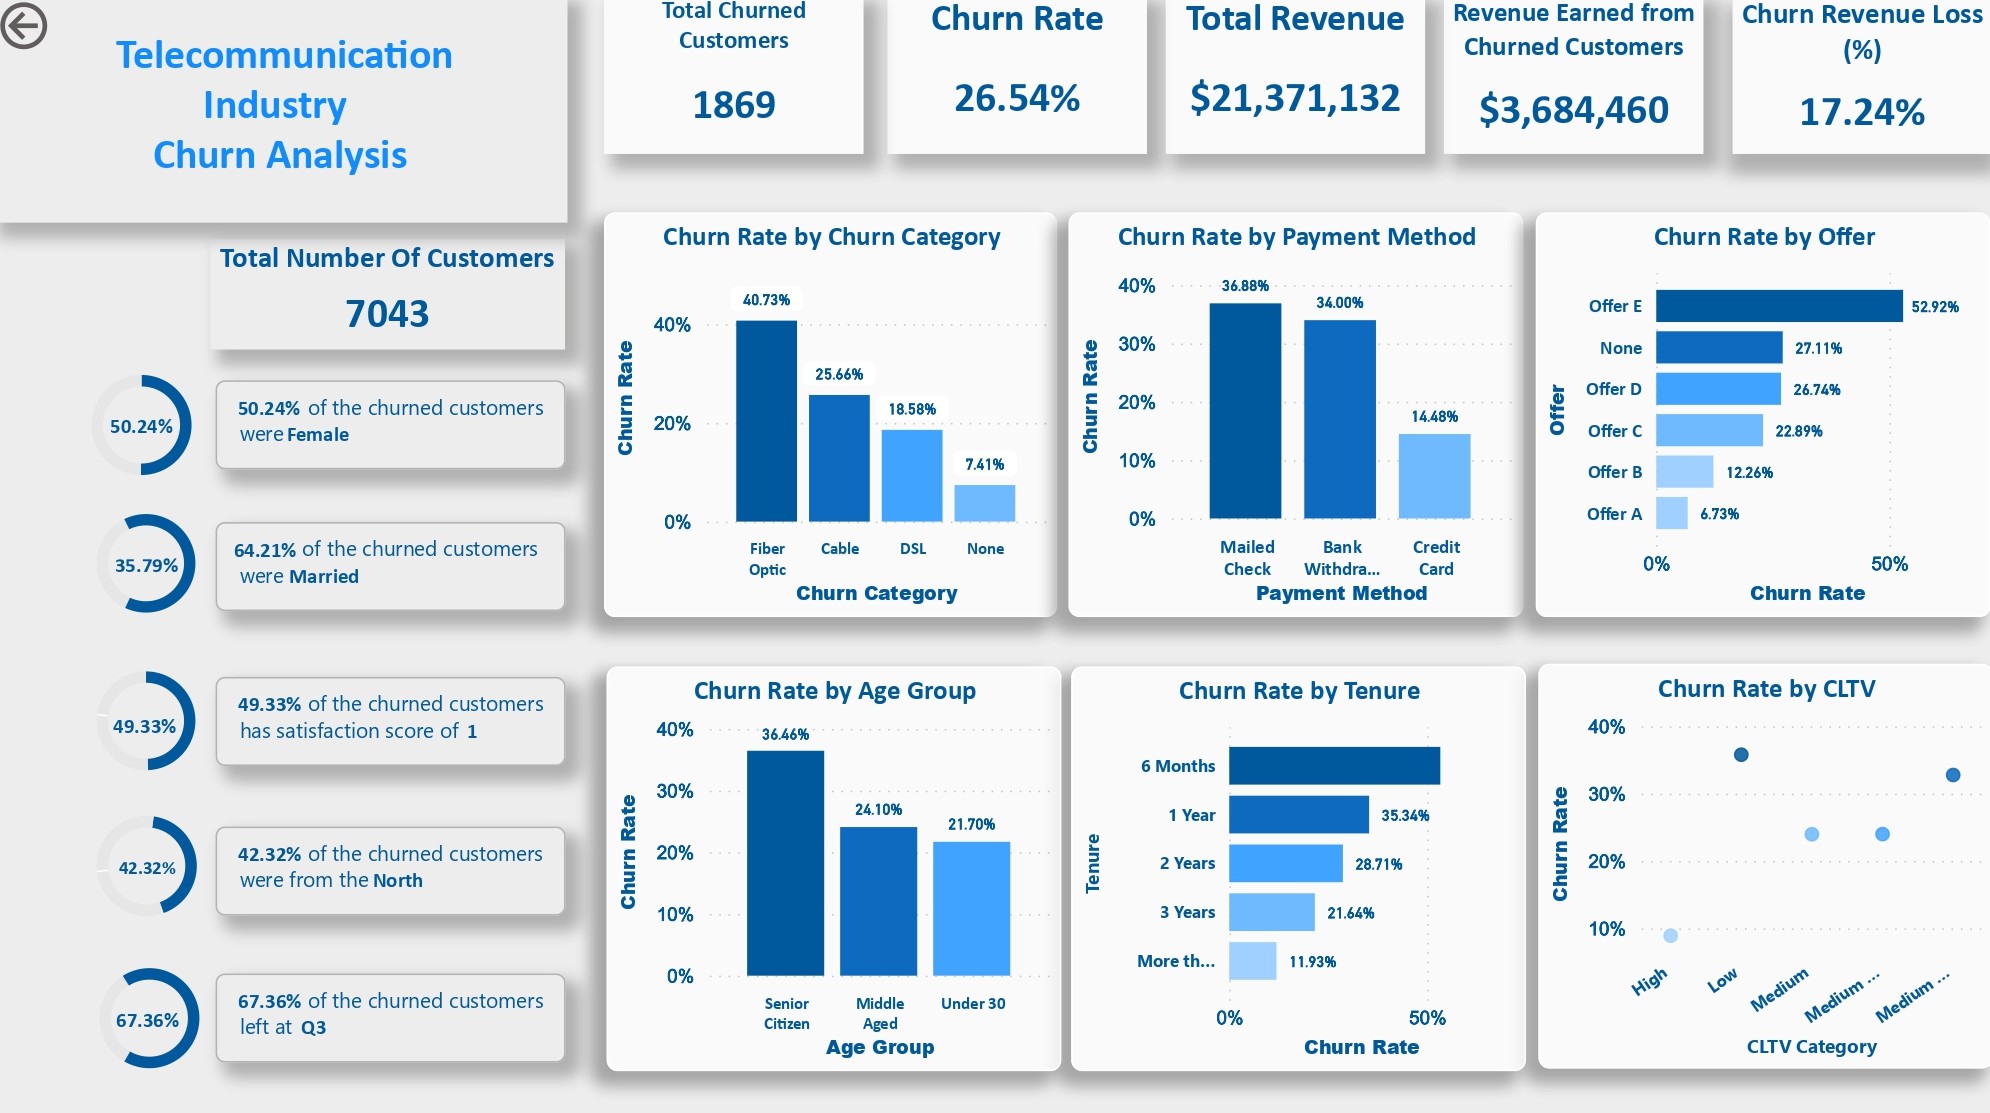 Telecommunication
Industry
Churn Analysis
Total Churned
Customers
1869
Churn Rate
26.54%
Total Revenue
$21,371,132
Revenue Earned from
Churned Customers
$3,684,460
Churn Revenue Loss
(%)
17.24%
Total Number Of Customers
7043
50.24%
50.24% of the churned customers
were Female
35.79%
64.21% of the churned customers
were Married
49.33%
49.33% of the churned customers
has satisfaction score of 1
42.32%
42.32% of the churned customers
were from the North
67.36%
67.36% of the churned customers
left at Q3
Churn Rate by Churn Category
Churn Rate
40%
20%
0%
40.73%
25.66%
18.58%
7.41%
Fiber
Optic
Cable
DSL
None
Churn Category
Churn Rate by Payment Method
Churn Rate
40%
30%
20%
10%
0%
36.88%
34.00%
14.48%
Mailed
Check
Bank
Withdra...
Credit
Card
Payment Method
Churn Rate by Offer
Offer
Offer E
52.92%
None
27.11%
Offer D
26.74%
Offer C
22.89%
Offer B
12.26%
Offer A
6.73%
0%
50%
Churn Rate
Churn Rate by Age Group
Churn Rate
40%
30%
20%
10%
0%
36.46%
24.10%
21.70%
Senior
Citizen
Middle
Aged
Under 30
Age Group
Churn Rate by Tenure
Tenure
6 Months
1 Year
35.34%
2 Years
28.71%
3 Years
21.64%
More th...
11.93%
0%
50%
Churn Rate
Churn Rate by CLTV
Churn Rate
40%
30%
20%
10%
High
Low
Medium
Medium ...
Medium ...
CLTV Category